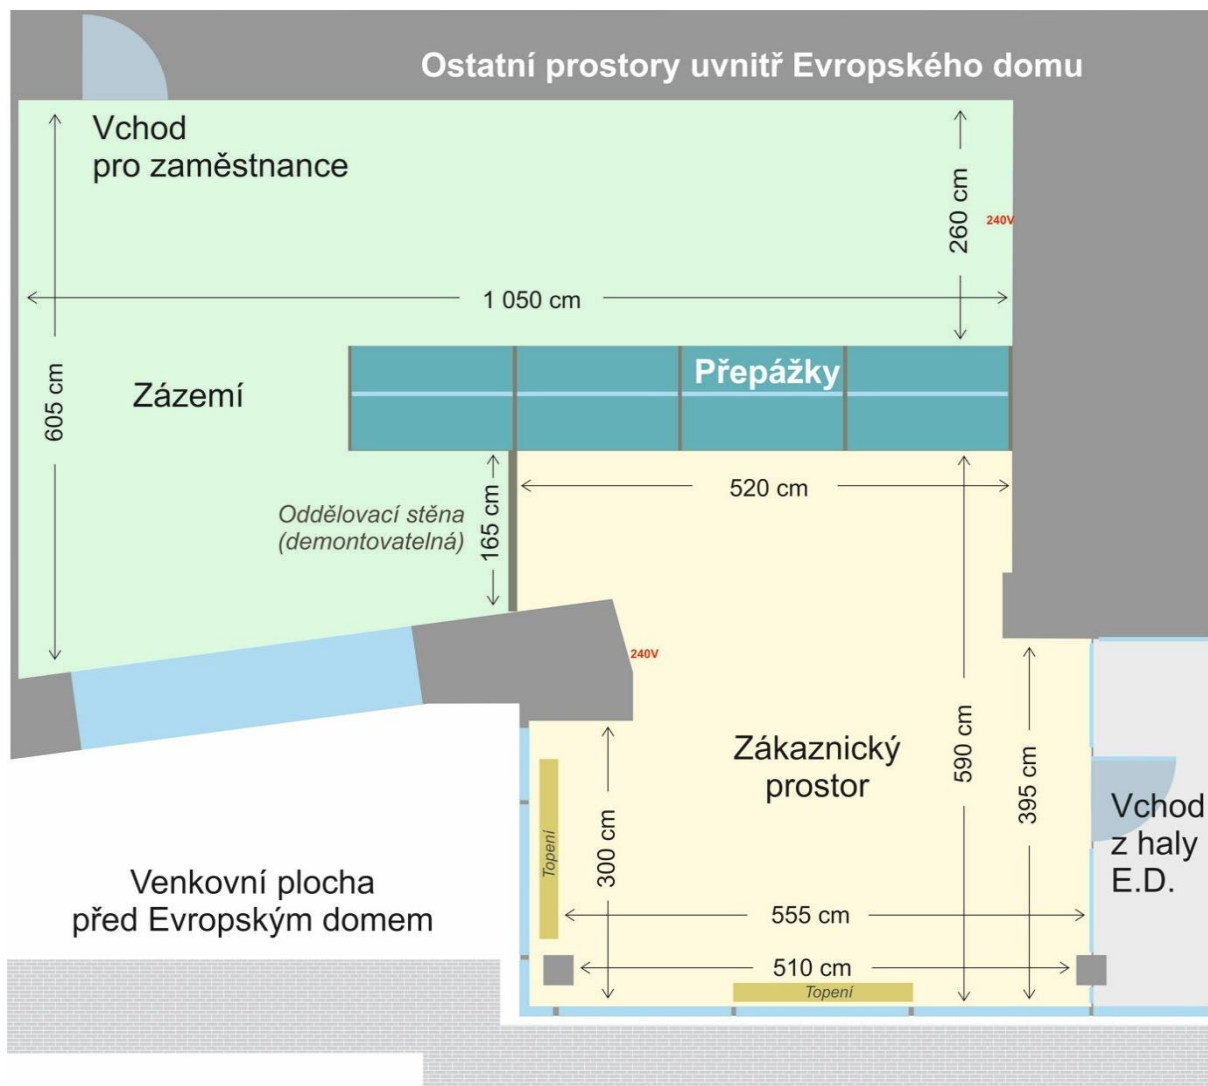 Ostatní prostory uvnitř Evropského domu
Vchod
pro zaměstnance
260 cm
240V
1 050 cm
605 cm
Zázemí
Přepážky
520 cm
Oddělovací stěna
(demontovatelná)
165 cm
240V
Zákaznický
prostor
590 cm
395 cm
300 cm
Topení
Vchod
z haly
E.D.
Venkovní plocha
před Evropským domem
555 cm
510 cm
Topení